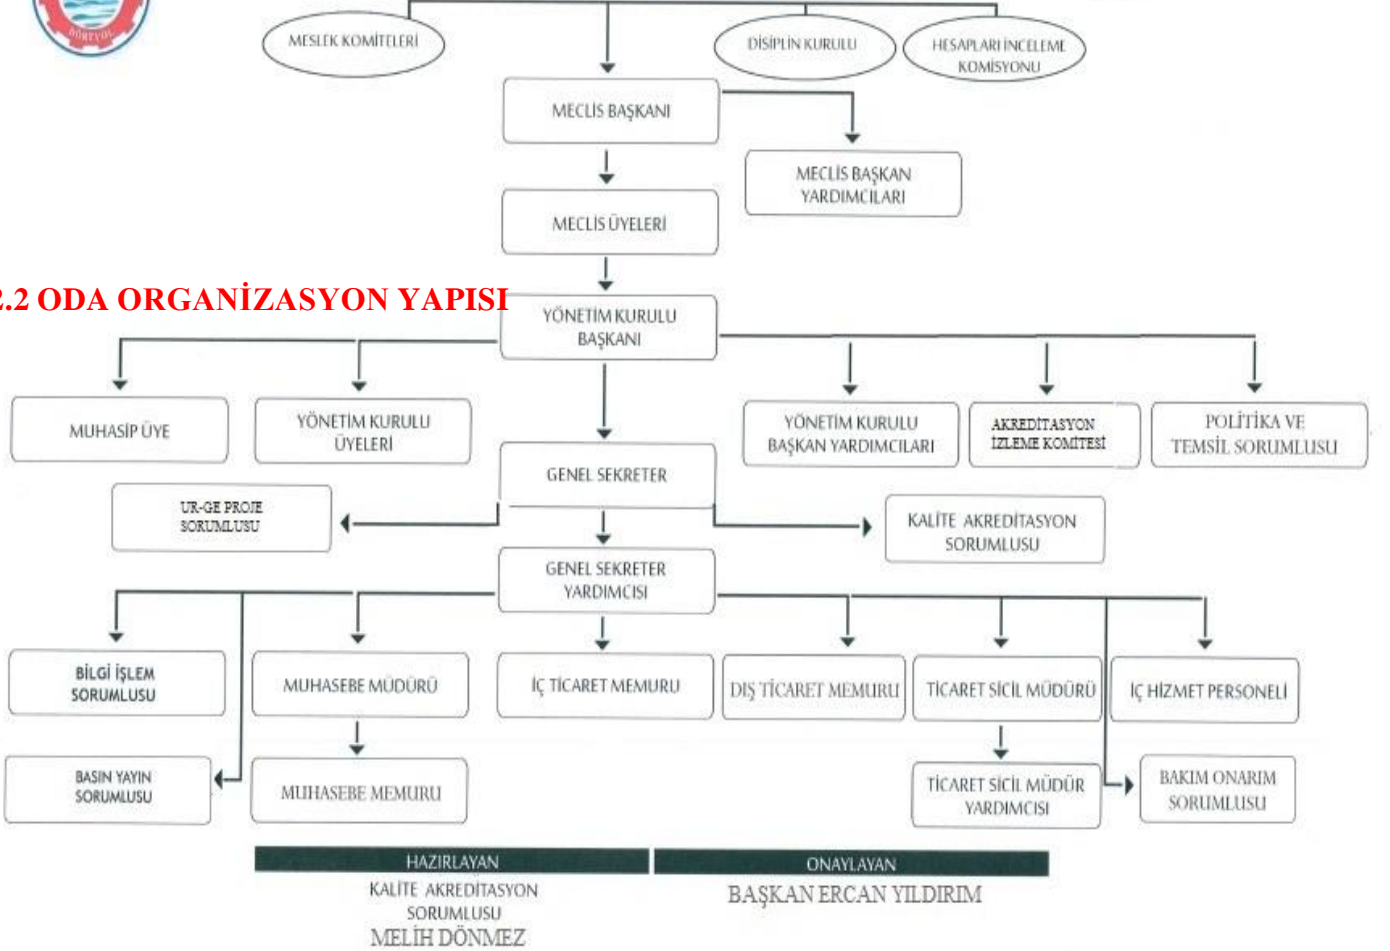 DÖRTYOL
MESLEK KOMİTELERİ
DİSİPLİN KURULU
HESAPLARI İNCELEME
KOMİSYONU
MECLİS BAŞKANI
MECLİS BAŞKAN
YARDIMCILARI
MECLİS ÜYELERİ
2.2 ODA ORGANİZASYON YAPISI
YÖNETİM KURULU
BAŞKANI
MUHASİP ÜYE
YÖNETİM KURULU
ÜYELERİ
YÖNETİM KURULU
BAŞKAN YARDIMCILARI
AKREDİTASYON
İZLEME KOMİTESİ
POLİTİKA VE
TEMSİL SORUMLUSU
GENEL SEKRETER
UR-GE PROJE
SORUMLUSU
KALİTE AKREDİTASYON
SORUMLUSU
GENEL SEKRETER
YARDIMCISI
BİLGİ İŞLEM
SORUMLUSU
MUHASEBE MÜDÜRÜ
İÇ TİCARET MEMURU
DIŞ TİCARET MEMURU
TİCARET SİCİL MÜDÜRÜ
İÇ HİZMET PERSONELİ
BASIN YAYIN
SORUMLUSU
MUHASEBE MEMURU
TİCARET SİCİL MÜDÜR
YARDIMCISI
BAKIM ONARIM
SORUMLUSU
HAZIRLAYAN
ONAYLAYAN
KALİTE AKREDİTASYON
SORUMLUSU
MELİH DÖNMEZ
BAŞKAN ERCAN YILDIRIM